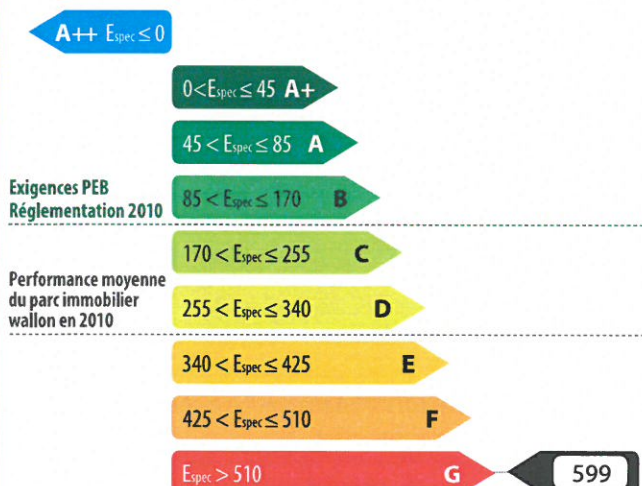 A++ Espec ≤ 0
0 < Espec ≤ 45 A+
45 < Espec ≤ 85 A
Exigences PEB
Réglementation 2010
85 < Espec ≤ 170 B
170 < Espec ≤ 255 C
Performance moyenne
du parc immobilier
wallon en 2010
255 < Espec ≤ 340 D
340 < Espec ≤ 425 E
425 < Espec ≤ 510 F
Espec > 510 G
599